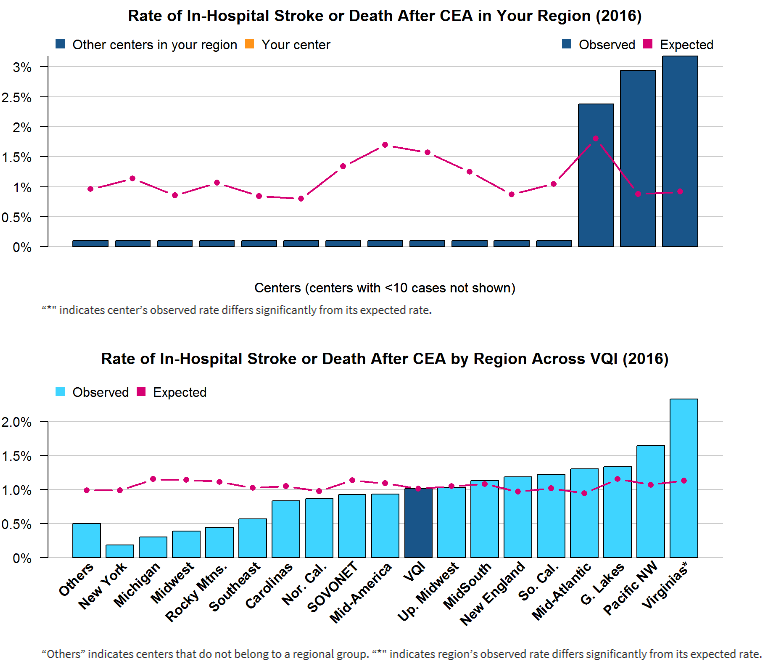 Rate of In-Hospital Stroke or Death After CEA in Your Region (2016)
Other centers in your region Your center Observed Expected
3%
2.5%
2%
1.5%
1%
0.5%
0%
Centers (centers with <10 cases not shown)
“*” indicates center’s observed rate differs significantly from its expected rate.
Rate of In-Hospital Stroke or Death After CEA by Region Across VQI (2016)
Observed Expected
2.0%
1.5%
1.0%
0.5%
0%
Others
New York
Michigan
Midwest
Rocky Mtns.
Southeast
Carolinas
Nor. Cal.
SOVONET
Mid-America
VQI
Up. Midwest
MidSouth
New England
So. Cal.
Mid-Atlantic
G. Lakes
Pacific NW
Virginias*
“Others” indicates centers that do not belong to a regional group. “*” indicates region’s observed rate differs significantly from its expected rate.